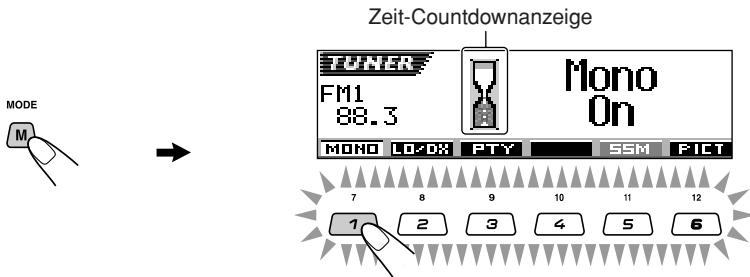 Zeit-Countdownanzeige
TUNER
FM1
88.3
Mono
On
MODE
M
MONO LO/DX PTY SSM PICT
7 8 9 10 11 12
1 2 3 4 5 6